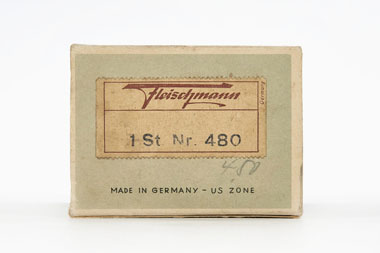 Fleischmann
1 St. Nr. 480
480
MADE IN GERMANY - US ZONE